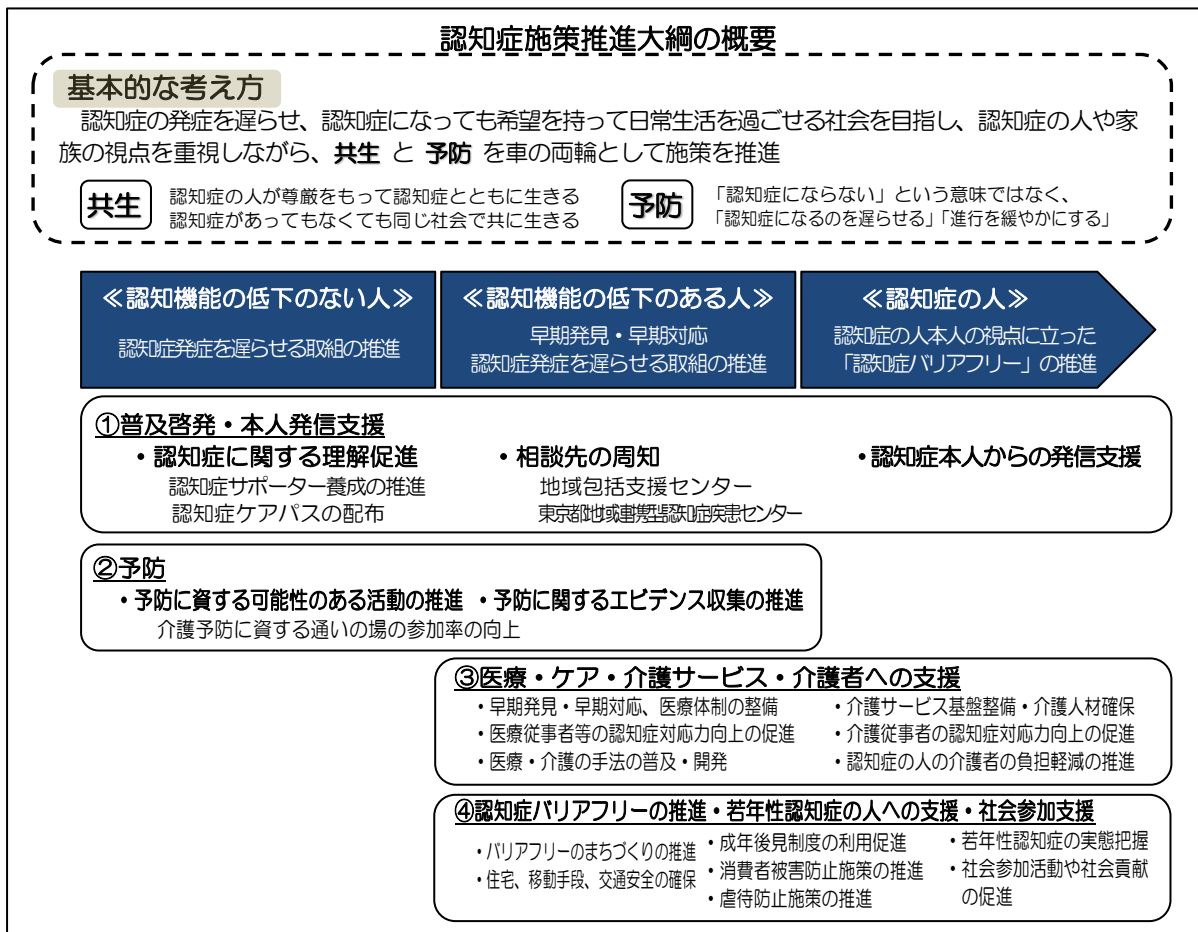 認知症施策推進大綱の概要
基本的な考え方
認知症の発症を遅らせ、認知症になっても希望を持って日常生活を過ごせる社会を目指し、認知症の人や家
族の視点を重視しながら、共生 と 予防 を車の両輪として施策を推進
共生
認知症の人が尊厳をもって認知症とともに生きる
認知症があってもなくても同じ社会で共に生きる
予防
「認知症にならない」という意味ではなく、
「認知症になるのを遅らせる」「進行を緩やかにする」
≪認知機能の低下のない人≫
認知症発症を遅らせる取組の推進
≪認知機能の低下のある人≫
早期発見・早期対応
認知症発症を遅らせる取組の推進
≪認知症の人≫
認知症の人本人の視点に立った
「認知症バリアフリー」の推進
①普及啓発・本人発信支援
・認知症に関する理解促進
認知症サポーター養成の推進
認知症ケアパスの配布
・相談先の周知
地域包括支援センター
東京都地域連携型認知症疾患センター
・認知症本人からの発信支援
②予防
・予防に資する可能性のある活動の推進 ・予防に関するエビデンス収集の推進
介護予防に資する通いの場の参加率の向上
③医療・ケア・介護サービス・介護者への支援
・早期発見・早期対応、医療体制の整備
・医療従事者等の認知症対応力向上の促進
・医療・介護の手法の普及・開発
・介護サービス基盤整備・介護人材確保
・介護従事者の認知症対応力向上の促進
・認知症の人の介護者の負担軽減の推進
④認知症バリアフリーの推進・若年性認知症の人への支援・社会参加支援
・バリアフリーのまちづくりの推進
・住宅、移動手段、交通安全の確保
・成年後見制度の利用促進
・消費者被害防止施策の推進
・虐待防止施策の推進
・若年性認知症の実態把握
・社会参加活動や社会貢献
の促進